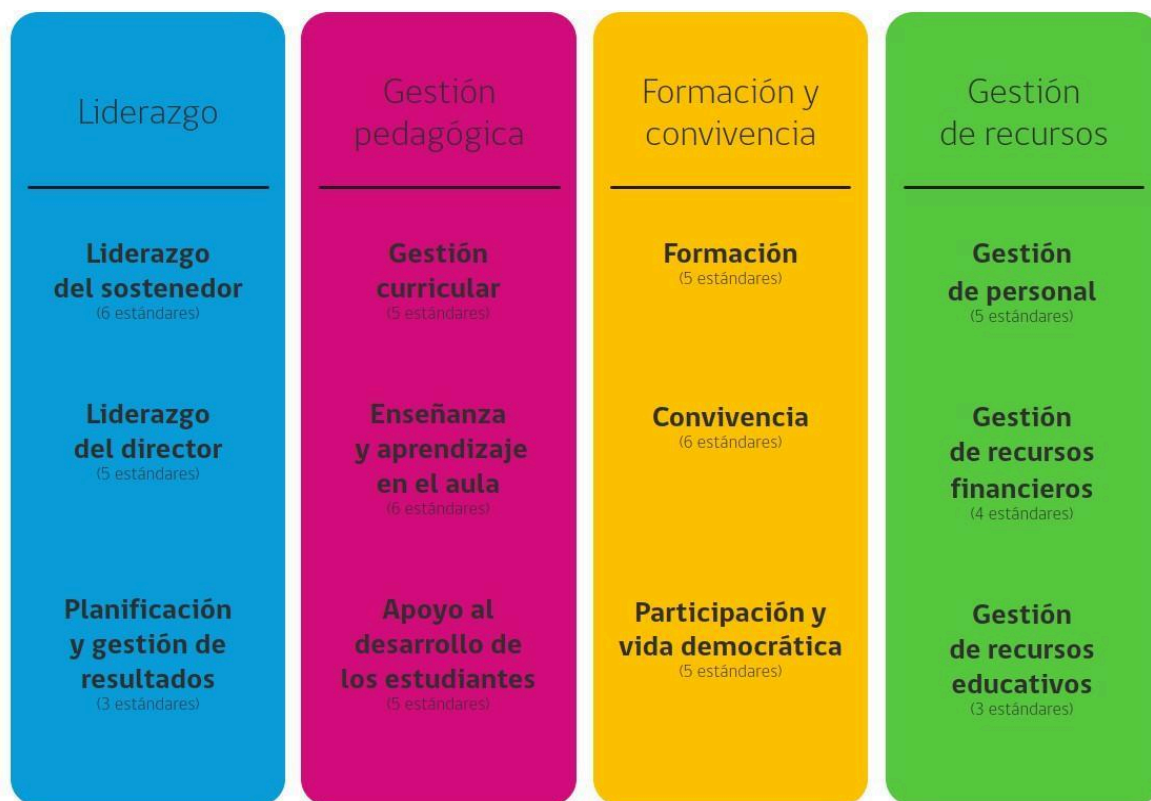 Liderazgo
Liderazgo
del sostenedor
(6 estándares)
Liderazgo
del director
(5 estándares)
Planificación
y gestión de
resultados
(3 estándares)
Gestión
pedagógica
Gestión
curricular
(5 estándares)
Enseñanza
y aprendizaje
en el aula
(6 estándares)
Apoyo al
desarrollo de
los estudiantes
(5 estándares)
Formación y
convivencia
Formación
(5 estándares)
Convivencia
(6 estándares)
Participación y
vida democrática
(5 estándares)
Gestión
de recursos
Gestión
de personal
(5 estándares)
Gestión
de recursos
financieros
(4 estándares)
Gestión
de recursos
educativos
(3 estándares)